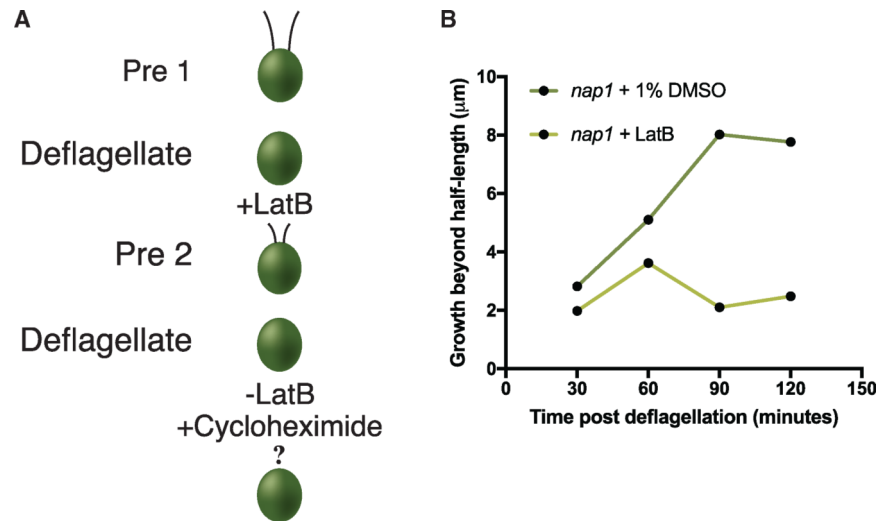 A
Pre 1
Deflagellate
+LatB
Pre 2
Deflagellate
-LatB
+Cycloheximide
?
B
Growth beyond half-length (μm)
10
8
6
4
2
0
nap1 + 1% DMSO
nap1 + LatB
0 30 60 90 120 150
Time post deflagellation (minutes)